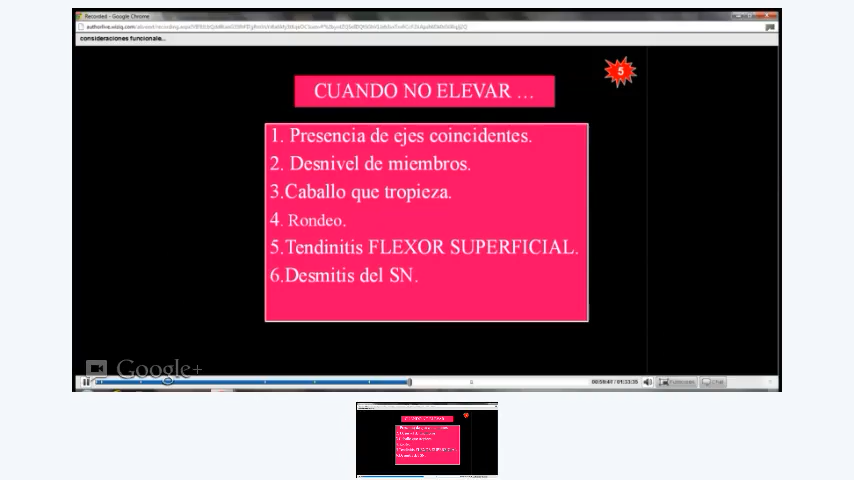 Recorded - Google Chrome
consideraciones funcionale...
5
CUANDO NO ELEVAR ...
1. Presencia de ejes coincidentes.
2. Desnivel de miembros.
3.Caballo que tropieza.
4. Rondeo.
5.Tendinitis FLEXOR SUPERFICIAL.
6.Desmitis del SN.
Google+
Chat